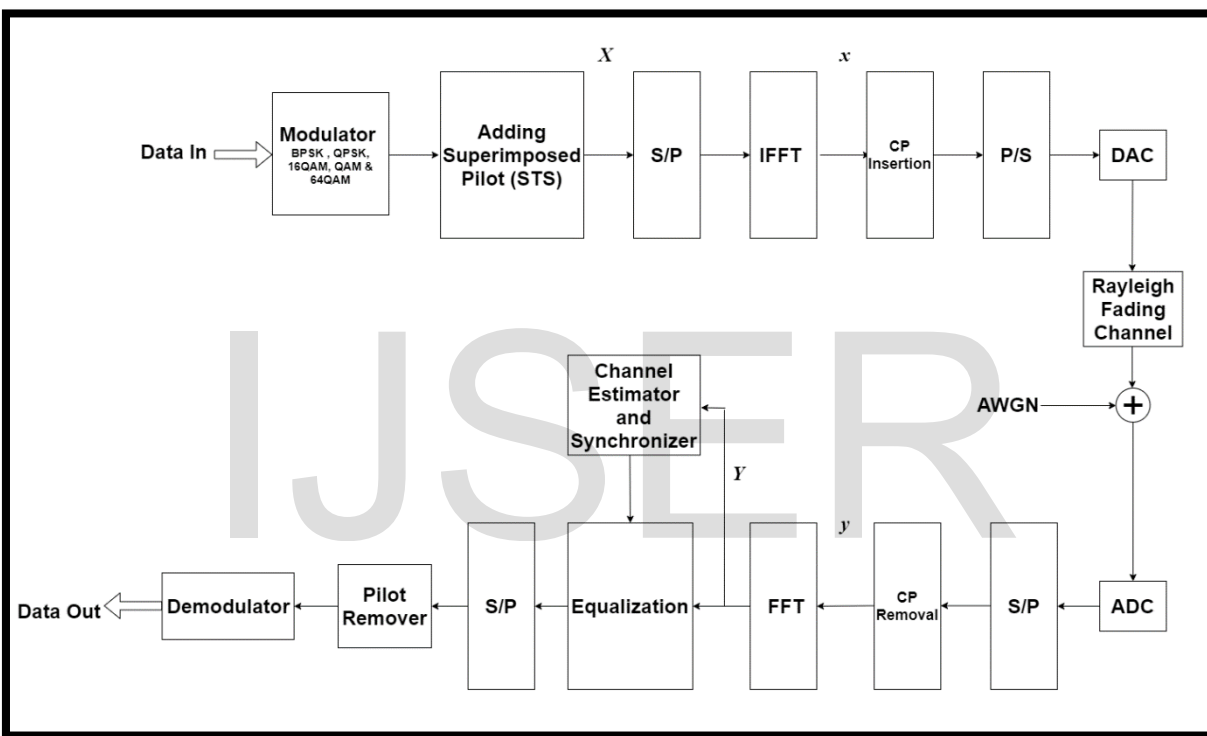 X
x
Data In
Modulator
BPSK , QPSK,
16QAM, QAM &
64QAM
Adding
Superimposed
Pilot (STS)
S/P
IFFT
CP
Insertion
P/S
DAC
Rayleigh
Fading
Channel
AWGN
+
Channel
Estimator
and
Synchronizer
Y
y
IJSER
Data Out
Demodulator
Pilot
Remover
S/P
Equalization
FFT
CP
Removal
S/P
ADC